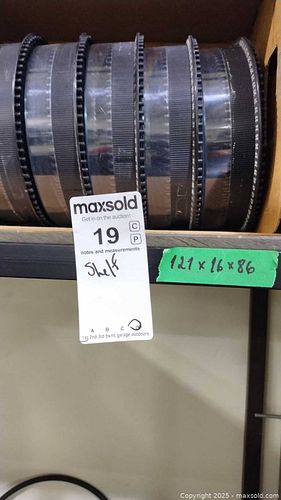 maxsold
Get in on the auction!
19
C
P
notes and measurements
Shelf
121 x 16 x 86
A B C D
Copyright 2025 - maxsold.com